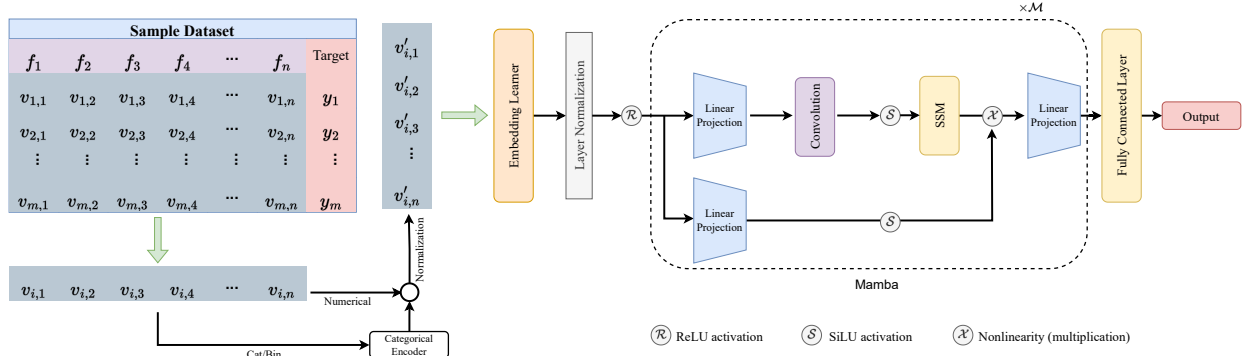 Sample Dataset
f₁ f₂ f₃ f₄ ··· fₙ Target
v₁,₁ v₁,₂ v₁,₃ v₁,₄ ··· v₁,ₙ y₁
v₂,₁ v₂,₂ v₂,₃ v₂,₄ ··· v₂,ₙ y₂
⋮ ⋮ ⋮ ⋮ ⋮ ⋮
vₘ,₁ vₘ,₂ vₘ,₃ vₘ,₄ ··· vₘ,ₙ yₘ
vᵢ,₁ vᵢ,₂ vᵢ,₃ vᵢ,₄ ··· vᵢ,ₙ
Numerical
Cat/Bin
Categorical
Encoder
Normalization
v′ᵢ,₁
v′ᵢ,₂
v′ᵢ,₃
⋮
v′ᵢ,ₙ
Embedding Learner
Layer Normalization
R
×M
Linear
Projection
Convolution
S
SSM
X
Linear
Projection
Linear
Projection
S
Mamba
Fully Connected Layer
Output
R ReLU activation
S SiLU activation
X Nonlinearity (multiplication)